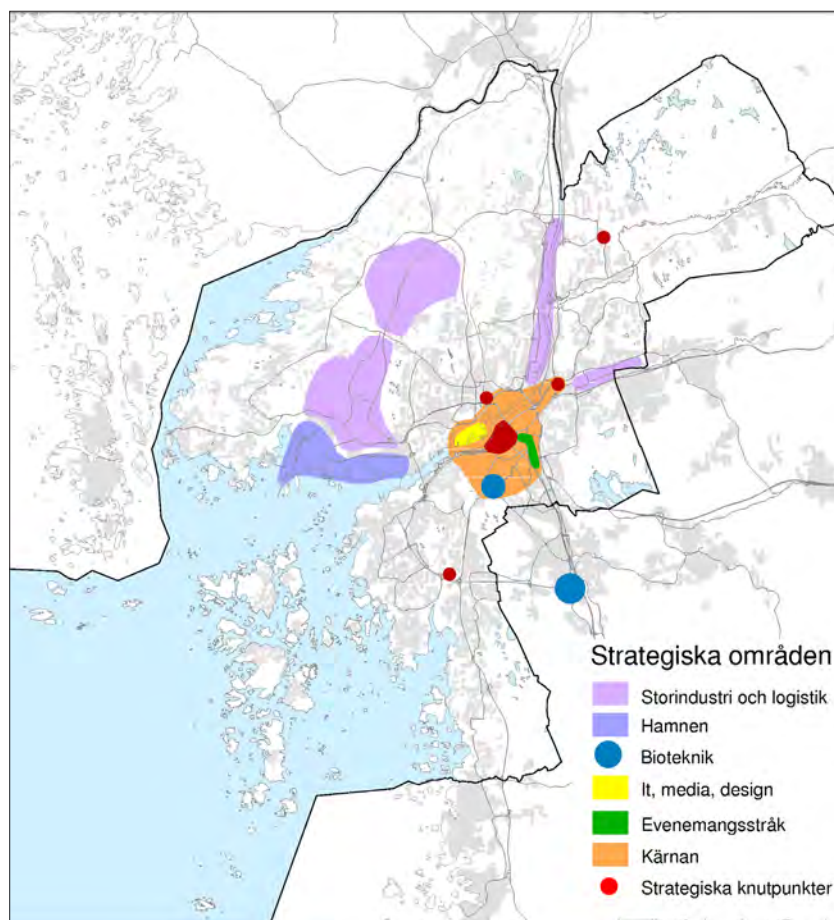 Strategiska områden
Storindustri och logistik
Hamnen
Bioteknik
It, media, design
Evenemangsstråk
Kärnan
Strategiska knutpunkter